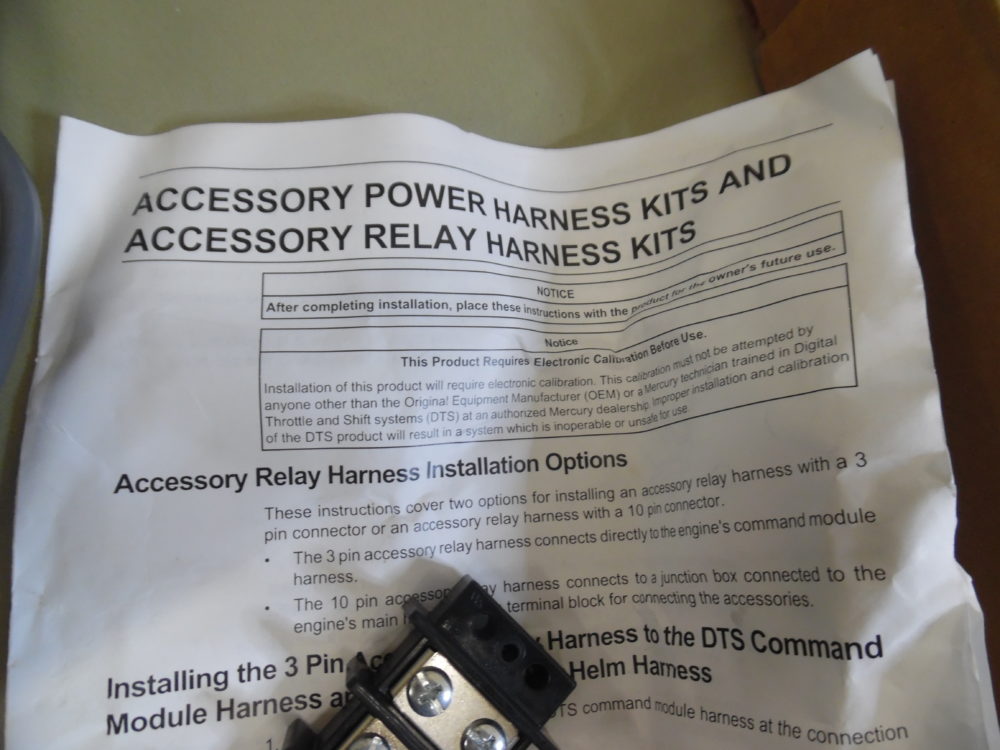 ACCESSORY POWER HARNESS KITS AND
ACCESSORY RELAY HARNESS KITS
NOTICE
After completing installation, place these instructions with the product for the owner's future use.
Notice
This Product Requires Electronic Calibration Before Use.
Installation of this product will require electronic calibration. This calibration must not be attempted by
anyone other than the Original Equipment Manufacturer (OEM) or a Mercury technician trained in Digital
Throttle and Shift systems (DTS) at an authorized Mercury dealership. Improper installation and calibration
of the DTS product will result in a system which is inoperable or unsafe for use.
Accessory Relay Harness Installation Options
These instructions cover two options for installing an accessory relay harness with a 3
pin connector or an accessory relay harness with a 10 pin connector.
• The 3 pin accessory relay harness connects directly to the engine's command module
harness.
• The 10 pin accessory harness connects to a junction box connected to the
engine's main terminal block for connecting the accessories.
Installing the 3 Pin Harness to the DTS Command
Module Harness Helm Harness
1. DTS command module harness at the connection